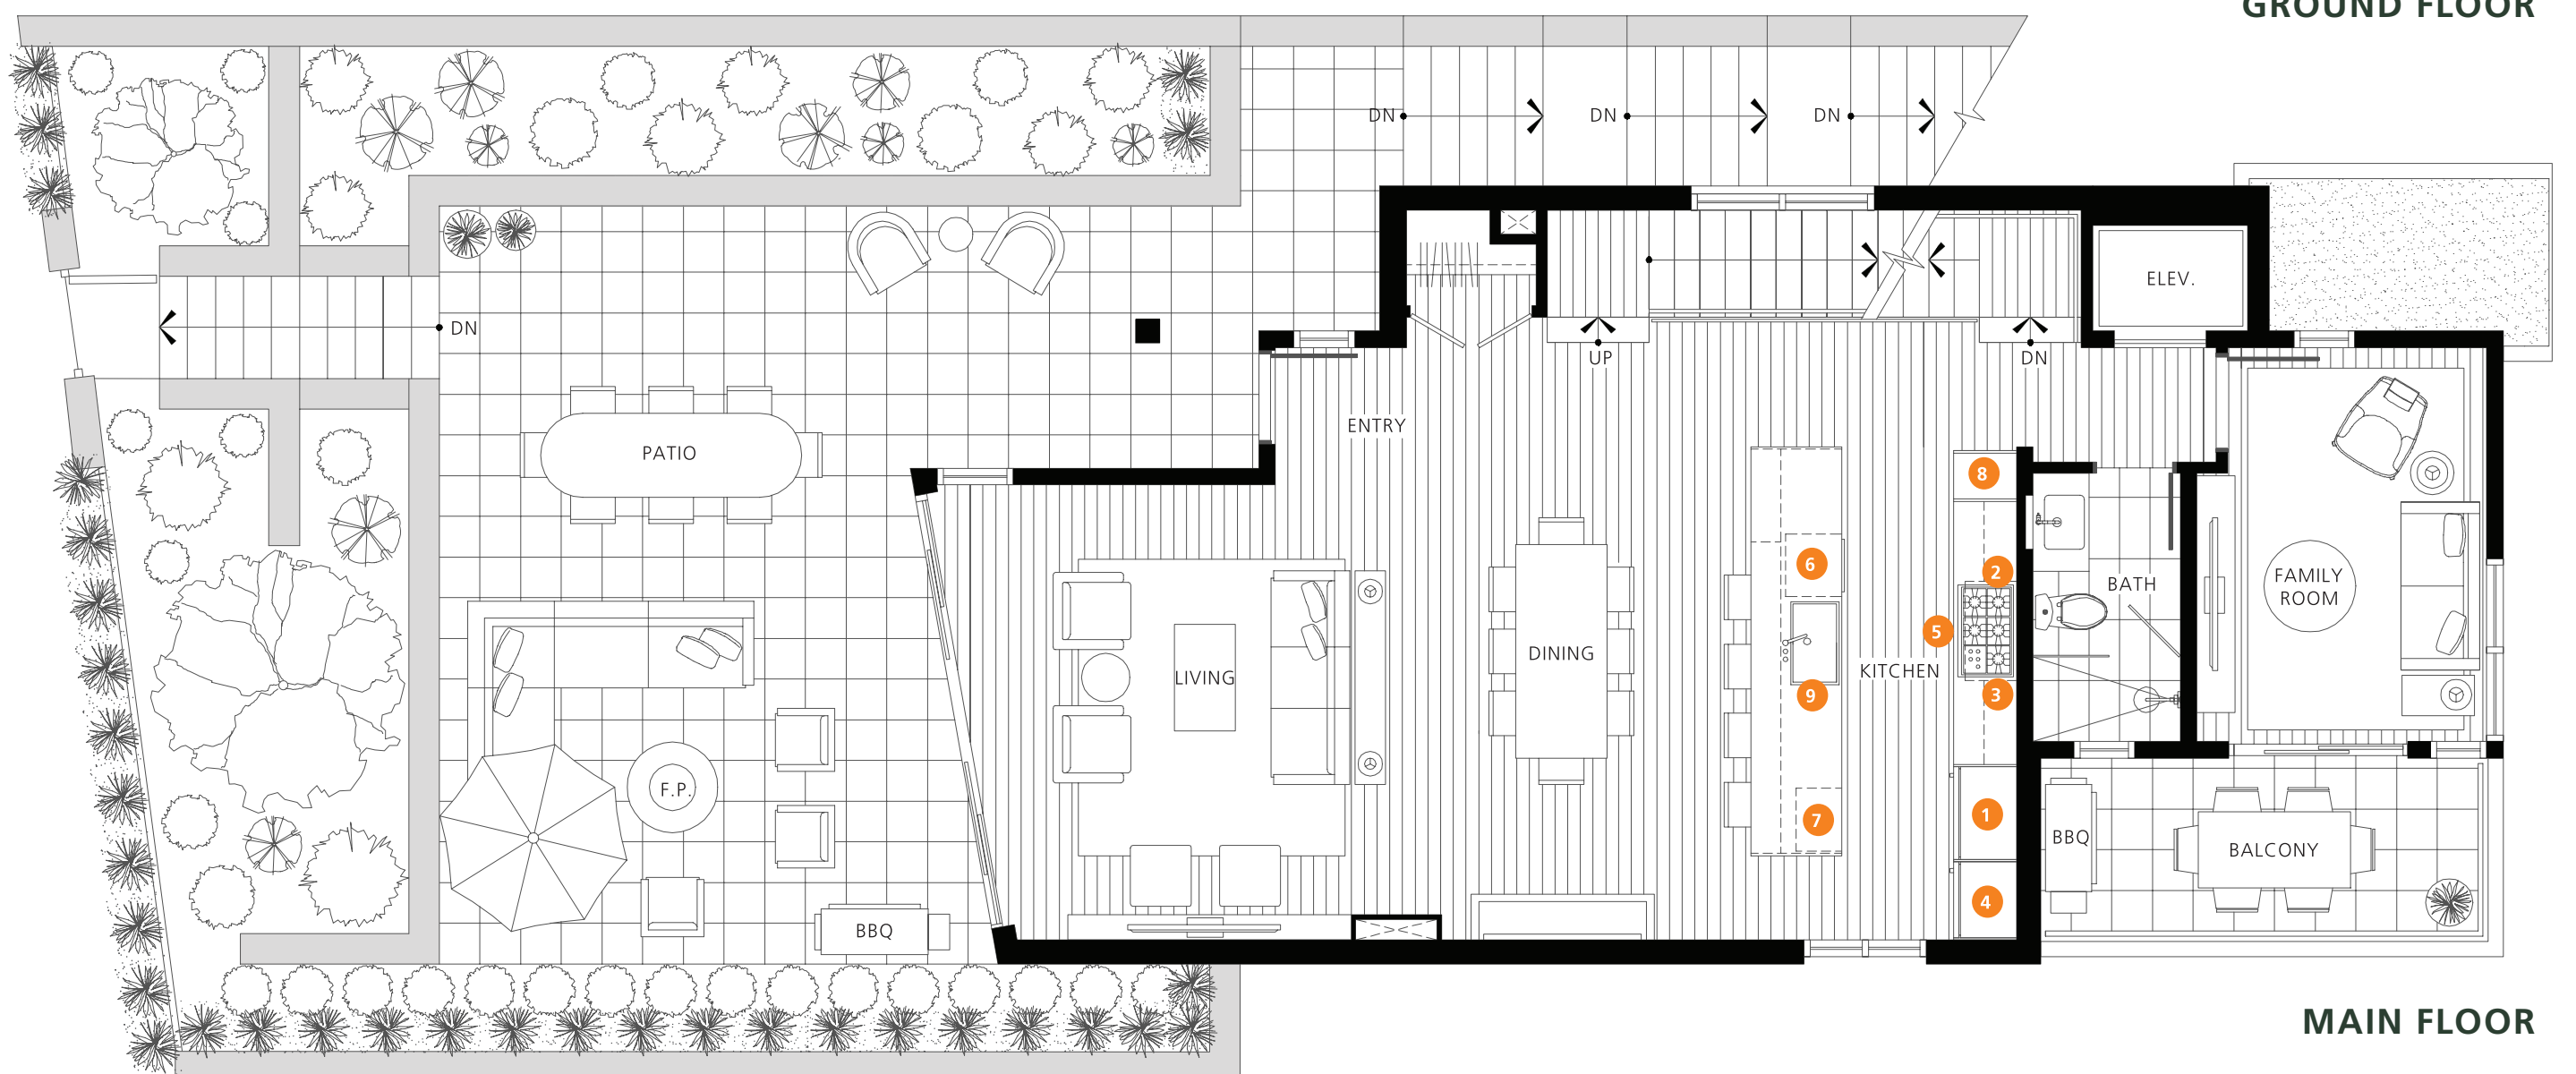 GROUND FLOOR
DN
DN
DN
ELEV.
DN
UP
DN
ENTRY
PATIO
8
6
2
BATH
FAMILY
ROOM
5
DINING
KITCHEN
LIVING
3
9
F.P.
1
7
BBQ
BALCONY
4
BBQ
MAIN FLOOR